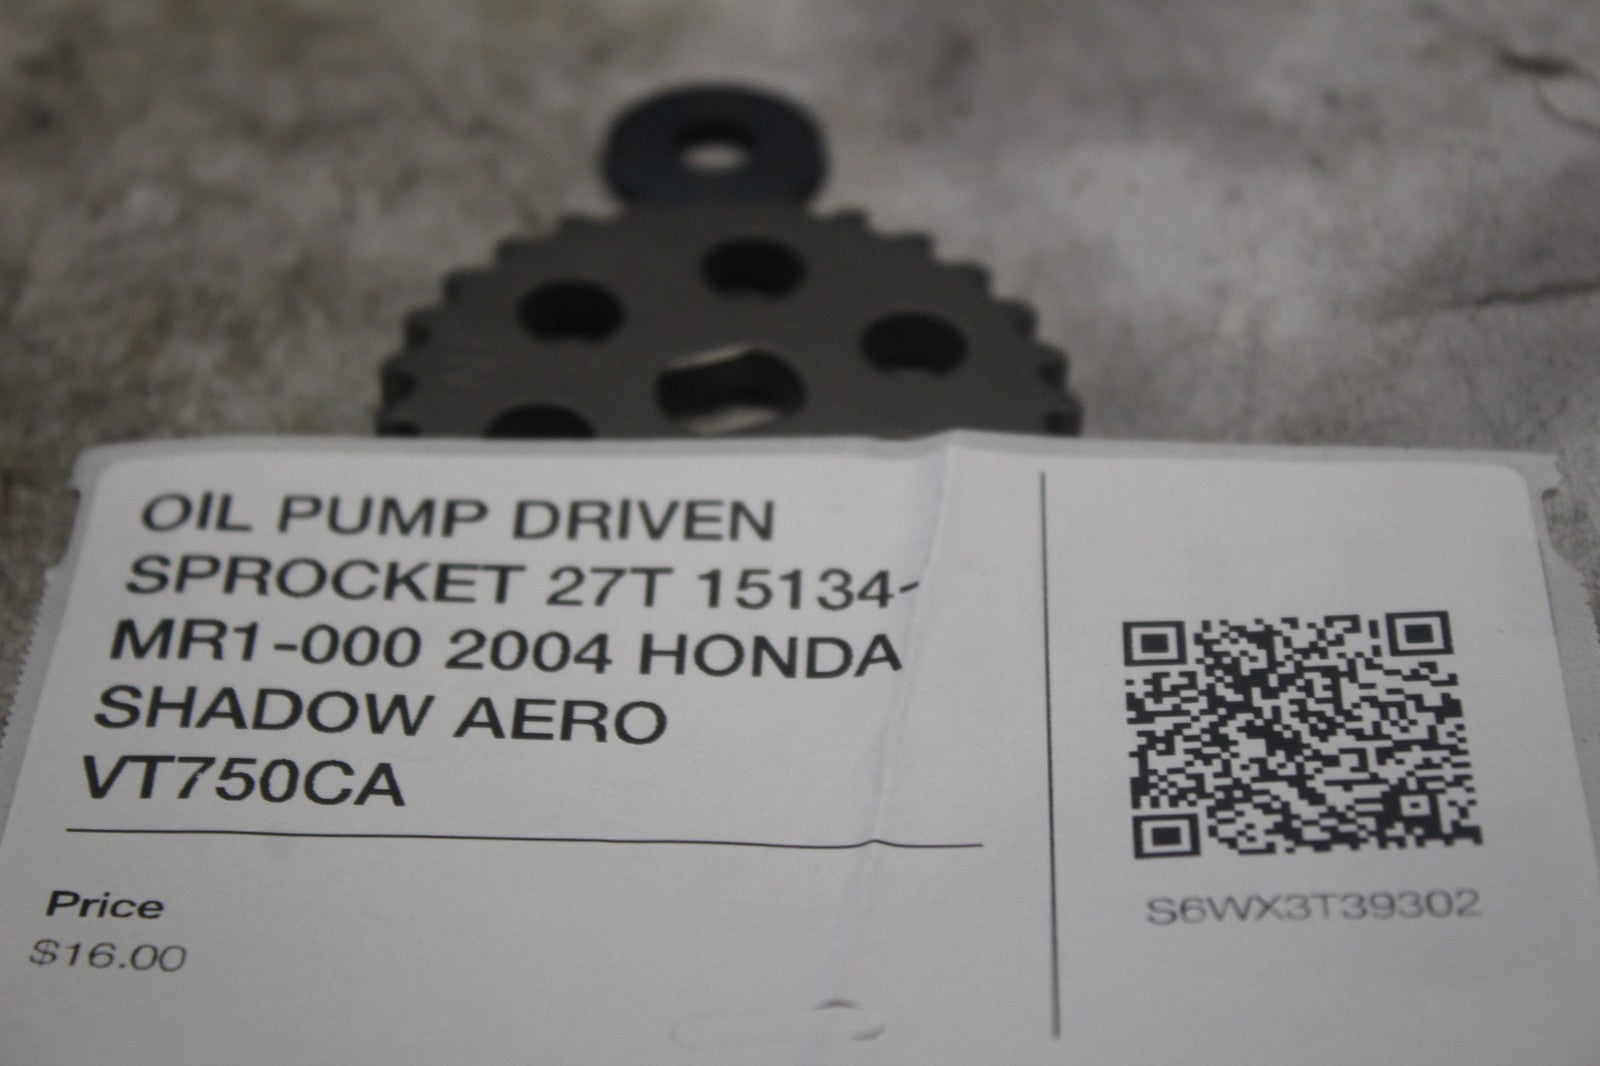 OIL PUMP DRIVEN
SPROCKET 27T 15134-
MR1-000 2004 HONDA
SHADOW AERO
VT750CA
Price
$16.00
S6WX3T39302